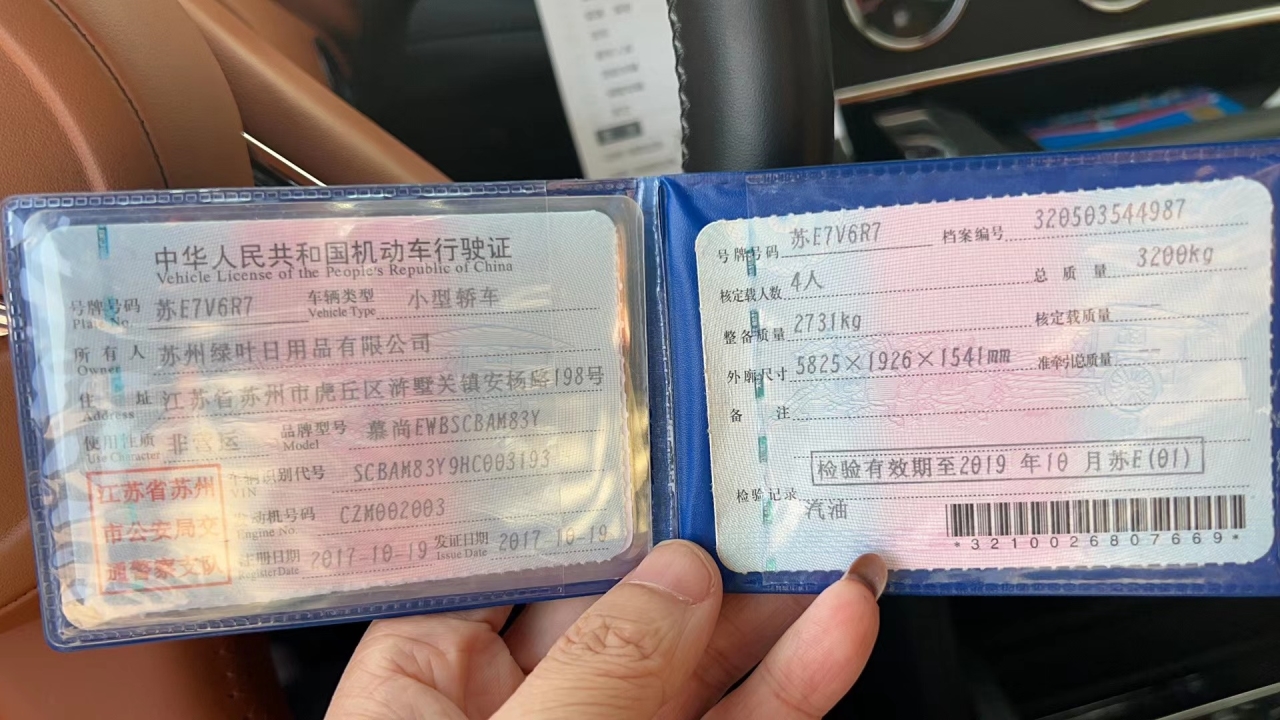 中华人民共和国机动车行驶证
Vehicle License of the People's Republic of China
号牌号码 苏E7V6R7 车辆类型 小型轿车
Plate No. Vehicle Type
所有人 苏州绿叶日用品有限公司
Owner
住址 江苏省苏州市虎丘区浒墅关镇安杨路198号
Address
使用性质 非营运 品牌型号 慕尚EWBSCBAM83Y
Use Character Model
车辆识别代号 SCBAM83Y9HC003193
VIN
发动机号码 CZM002003
Engine No.
注册日期 2017-10-19 发证日期 2017-10-19
Register Date Issue Date
江苏省苏州
市公安局交
通警察支队
号牌号码 苏E7V6R7 档案编号 320503544987
核定载人数 4人 总质量 3200kg
整备质量 2731kg 核定载质量 --
外廓尺寸 5825×1926×1541mm 准牵引总质量 --
备注
检验有效期至2019年10月苏E(01)
检验记录
汽油
*3210026807669*